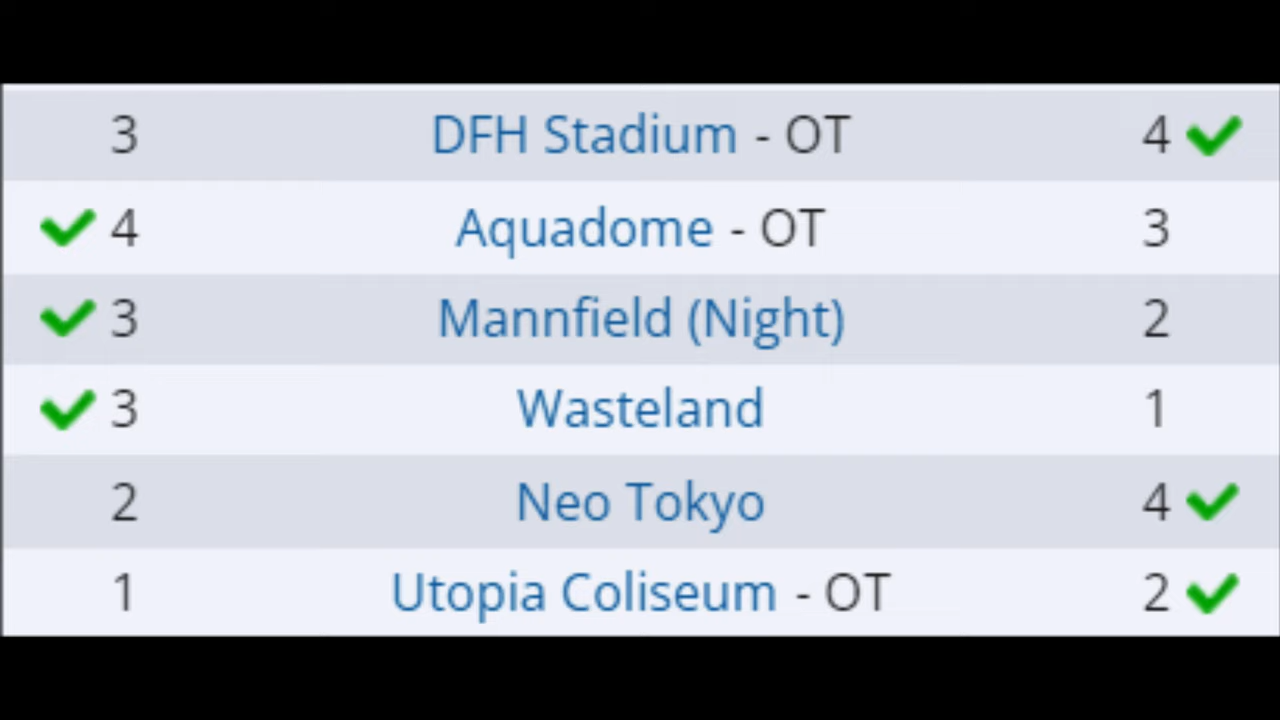 3 DFH Stadium - OT 4
4 Aquadome - OT 3
3 Mannfield (Night) 2
3 Wasteland 1
2 Neo Tokyo 4
1 Utopia Coliseum - OT 2